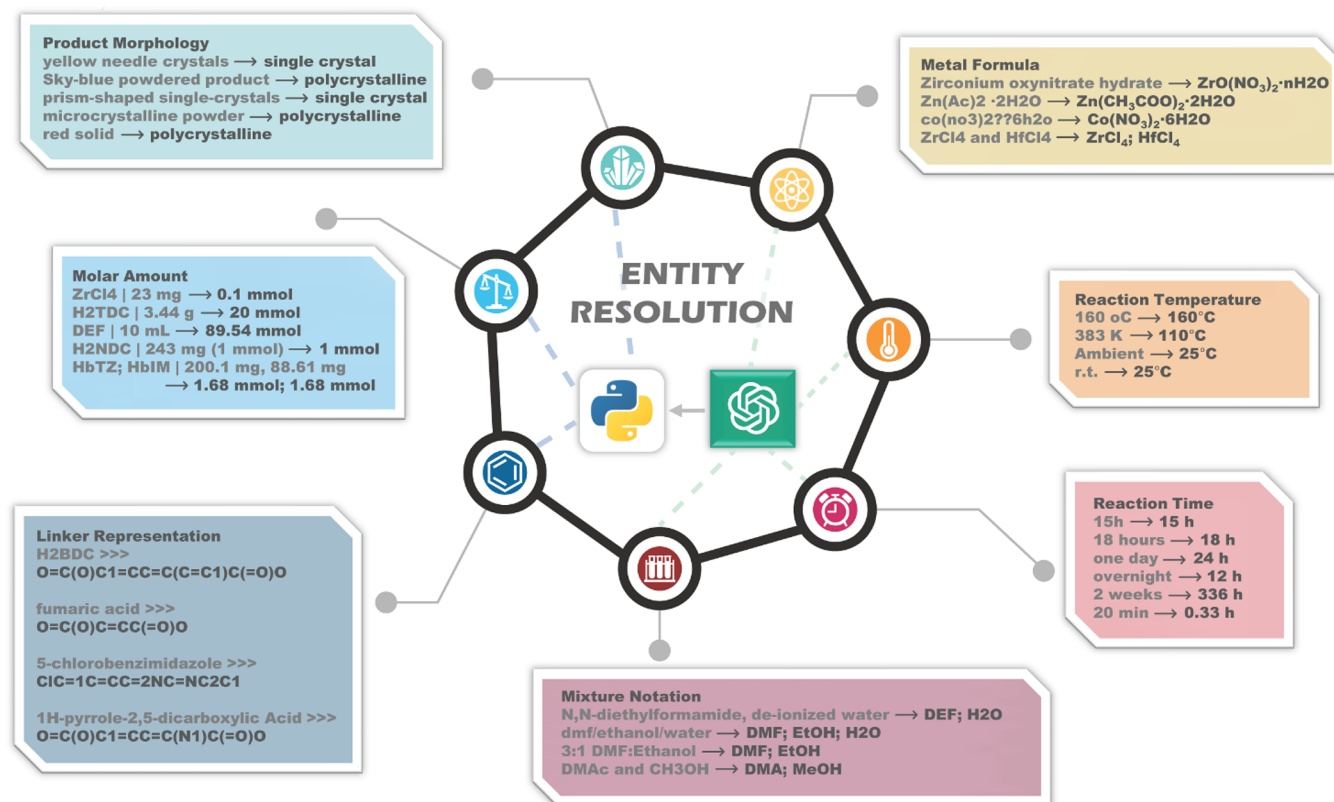 Product Morphology
yellow needle crystals → single crystal
Sky-blue powdered product → polycrystalline
prism-shaped single-crystals → single crystal
microcrystalline powder → polycrystalline
red solid → polycrystalline
Metal Formula
Zirconium oxynitrate hydrate → ZrO(NO₃)₂·nH2O
Zn(Ac)2 ·2H2O → Zn(CH₃COO)₂·2H2O
co(no3)2??6h2o → Co(NO₃)₂·6H2O
ZrCl4 and HfCl4 → ZrCl₄; HfCl₄
ENTITY
RESOLUTION
Molar Amount
ZrCl4 | 23 mg → 0.1 mmol
H2TDC | 3.44 g → 20 mmol
DEF | 10 mL → 89.54 mmol
H2NDC | 243 mg (1 mmol) → 1 mmol
HbTZ; HbIM | 200.1 mg, 88.61 mg
→ 1.68 mmol; 1.68 mmol
Reaction Temperature
160 oC → 160°C
383 K → 110°C
Ambient → 25°C
r.t. → 25°C
Linker Representation
H2BDC >>>
O=C(O)C1=CC=C(C=C1)C(=O)O
fumaric acid >>>
O=C(O)C=CC(=O)O
5-chlorobenzimidazole >>>
ClC=1C=CC=2NC=NC2C1
1H-pyrrole-2,5-dicarboxylic Acid >>>
O=C(O)C1=CC=C(N1)C(=O)O
Reaction Time
15h → 15 h
18 hours → 18 h
one day → 24 h
overnight → 12 h
2 weeks → 336 h
20 min → 0.33 h
Mixture Notation
N,N-diethylformamide, de-ionized water → DEF; H2O
dmf/ethanol/water → DMF; EtOH; H2O
3:1 DMF:Ethanol → DMF; EtOH
DMAc and CH3OH → DMA; MeOH